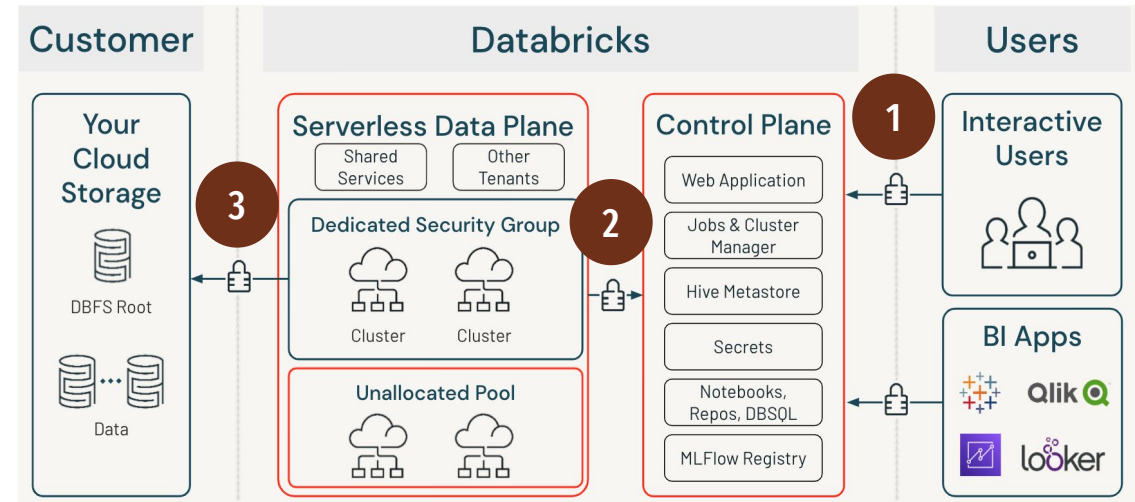 Customer
Databricks
Users
Your
Cloud
Storage
DBFS Root
Data
3
Serverless Data Plane
Shared
Services
Other
Tenants
Dedicated Security Group
Cluster
Cluster
Unallocated Pool
2
Control Plane
Web Application
Jobs & Cluster
Manager
Hive Metastore
Secrets
Notebooks,
Repos, DBSQL
MLFlow Registry
1
Interactive
Users
BI Apps
Qlik
looker